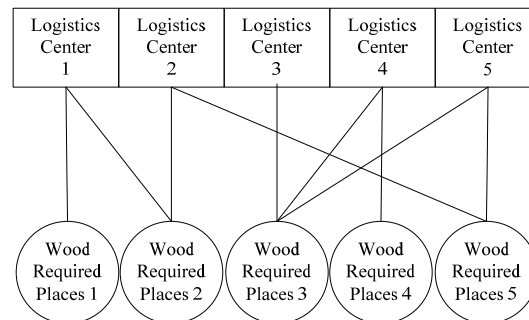 Logistics
Center
1
Logistics
Center
2
Logistics
Center
3
Logistics
Center
4
Logistics
Center
5
Wood
Required
Places 1
Wood
Required
Places 2
Wood
Required
Places 3
Wood
Required
Places 4
Wood
Required
Places 5